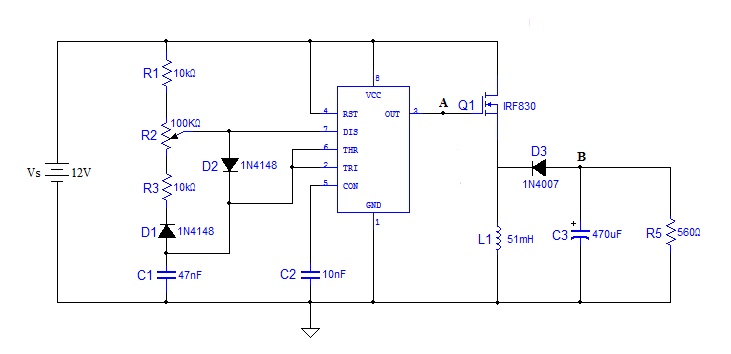 R1 10kΩ
8
VCC
4 RST OUT 3 A Q1 IRF830
R2 100KΩ
7 DIS
D2 1N4148
6 THR
2 TRI
5 CON
GND
1
Vs 12V
R3 10kΩ
D1 1N4148
C1 47nF
C2 10nF
D3 B
1N4007
L1 51mH
C3 + 470uF
R5 560Ω